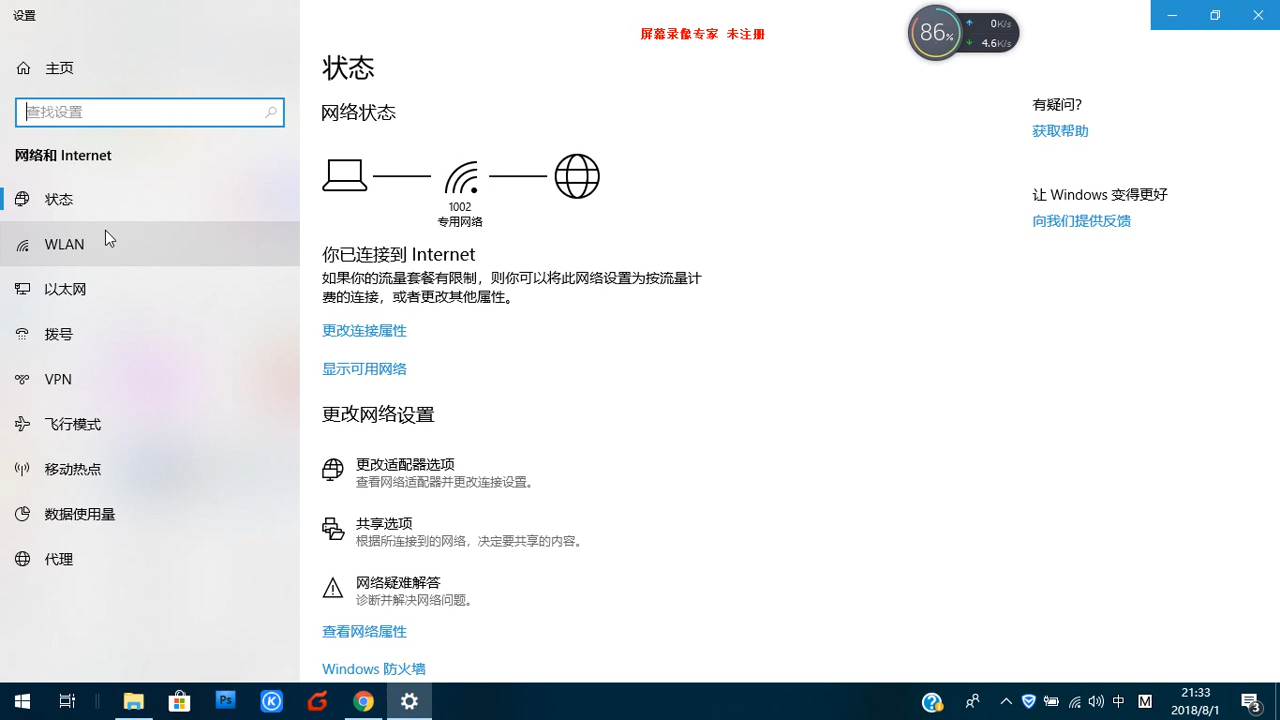 设置
屏幕录像专家 未注册
86%
0K/s
4.6K/s
主页
查找设置
网络和 Internet
状态
WLAN
以太网
拨号
VPN
飞行模式
移动热点
数据使用量
代理
状态
网络状态
1002
专用网络
你已连接到 Internet
如果你的流量套餐有限制，则你可以将此网络设置为按流量计
费的连接，或者更改其他属性。
更改连接属性
显示可用网络
更改网络设置
更改适配器选项
查看网络适配器并更改连接设置。
共享选项
根据所连接到的网络，决定要共享的内容。
网络疑难解答
诊断并解决网络问题。
查看网络属性
Windows 防火墙
有疑问?
获取帮助
让 Windows 变得更好
向我们提供反馈
Ps
K
中
M
21:33
2018/8/1
3